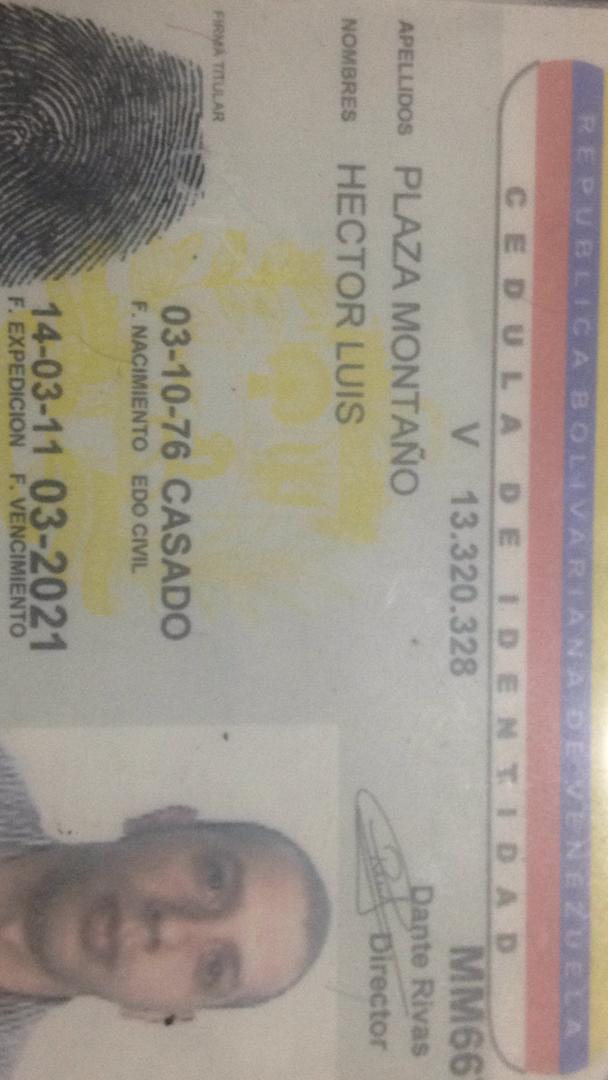 REPUBLICA BOLIVARIANA DE VENEZUELA
CEDULA DE IDENTIDAD
V 13.320.328 MM66
APELLIDOS PLAZA MONTAÑO
Dante Rivas
Director
NOMBRES HECTOR LUIS
FIRMA TITULAR
03-10-76 CASADO
F. NACIMIENTO EDO CIVIL
14-03-11 03-2021
F. EXPEDICION F. VENCIMIENTO